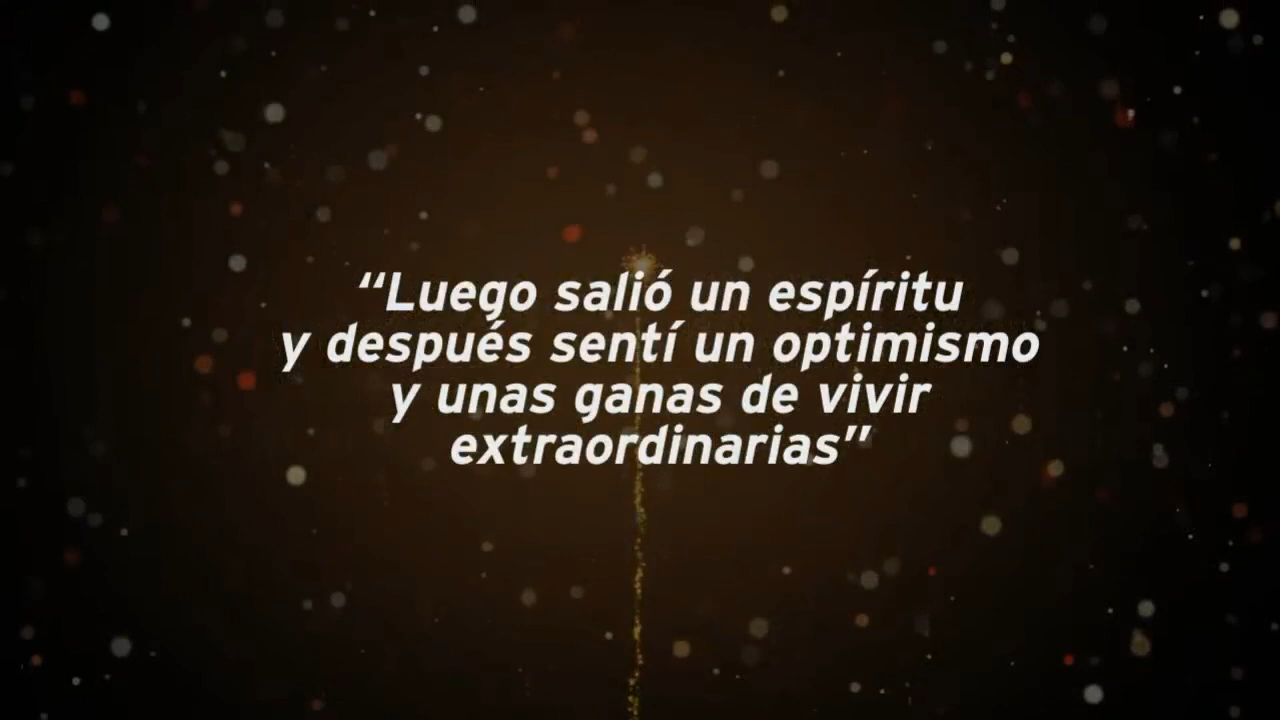 “Luego salió un espíritu
y después sentí un optimismo
y unas ganas de vivir
extraordinarias”